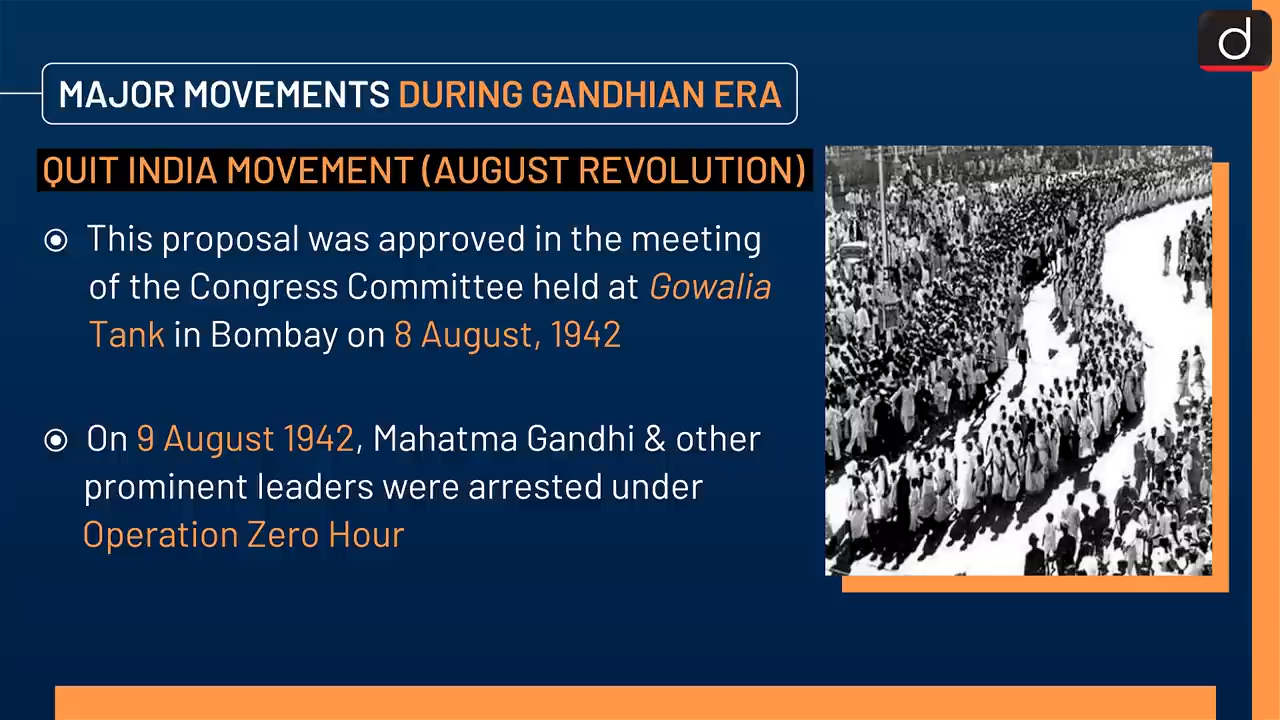 d
MAJOR MOVEMENTS DURING GANDHIAN ERA
QUIT INDIA MOVEMENT (AUGUST REVOLUTION)
This proposal was approved in the meeting
of the Congress Committee held at Gowalia
Tank in Bombay on 8 August, 1942
On 9 August 1942, Mahatma Gandhi & other
prominent leaders were arrested under
Operation Zero Hour